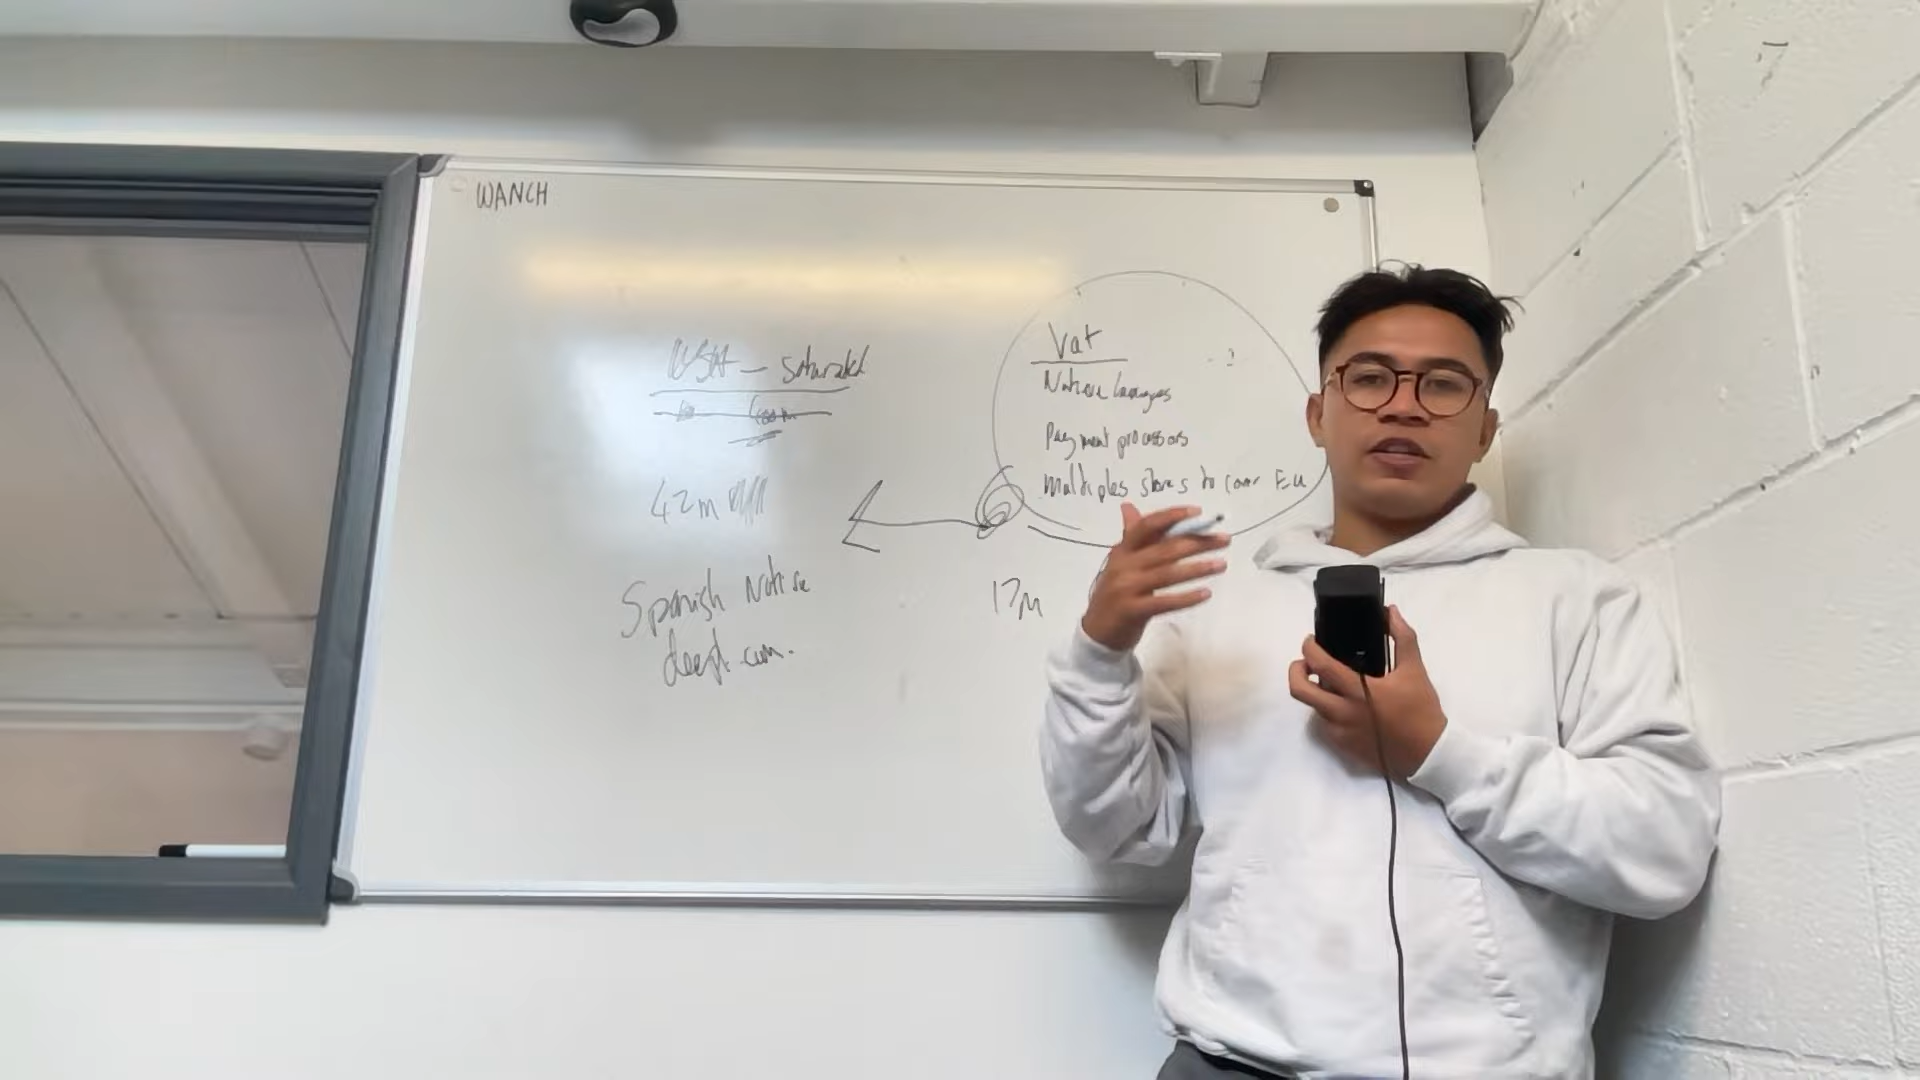 WANCH
USA - saturated
42m
Spanish Native
deepl.com.
Vat
Native languages
Payment processors
Multiples stores to cover EU
17m